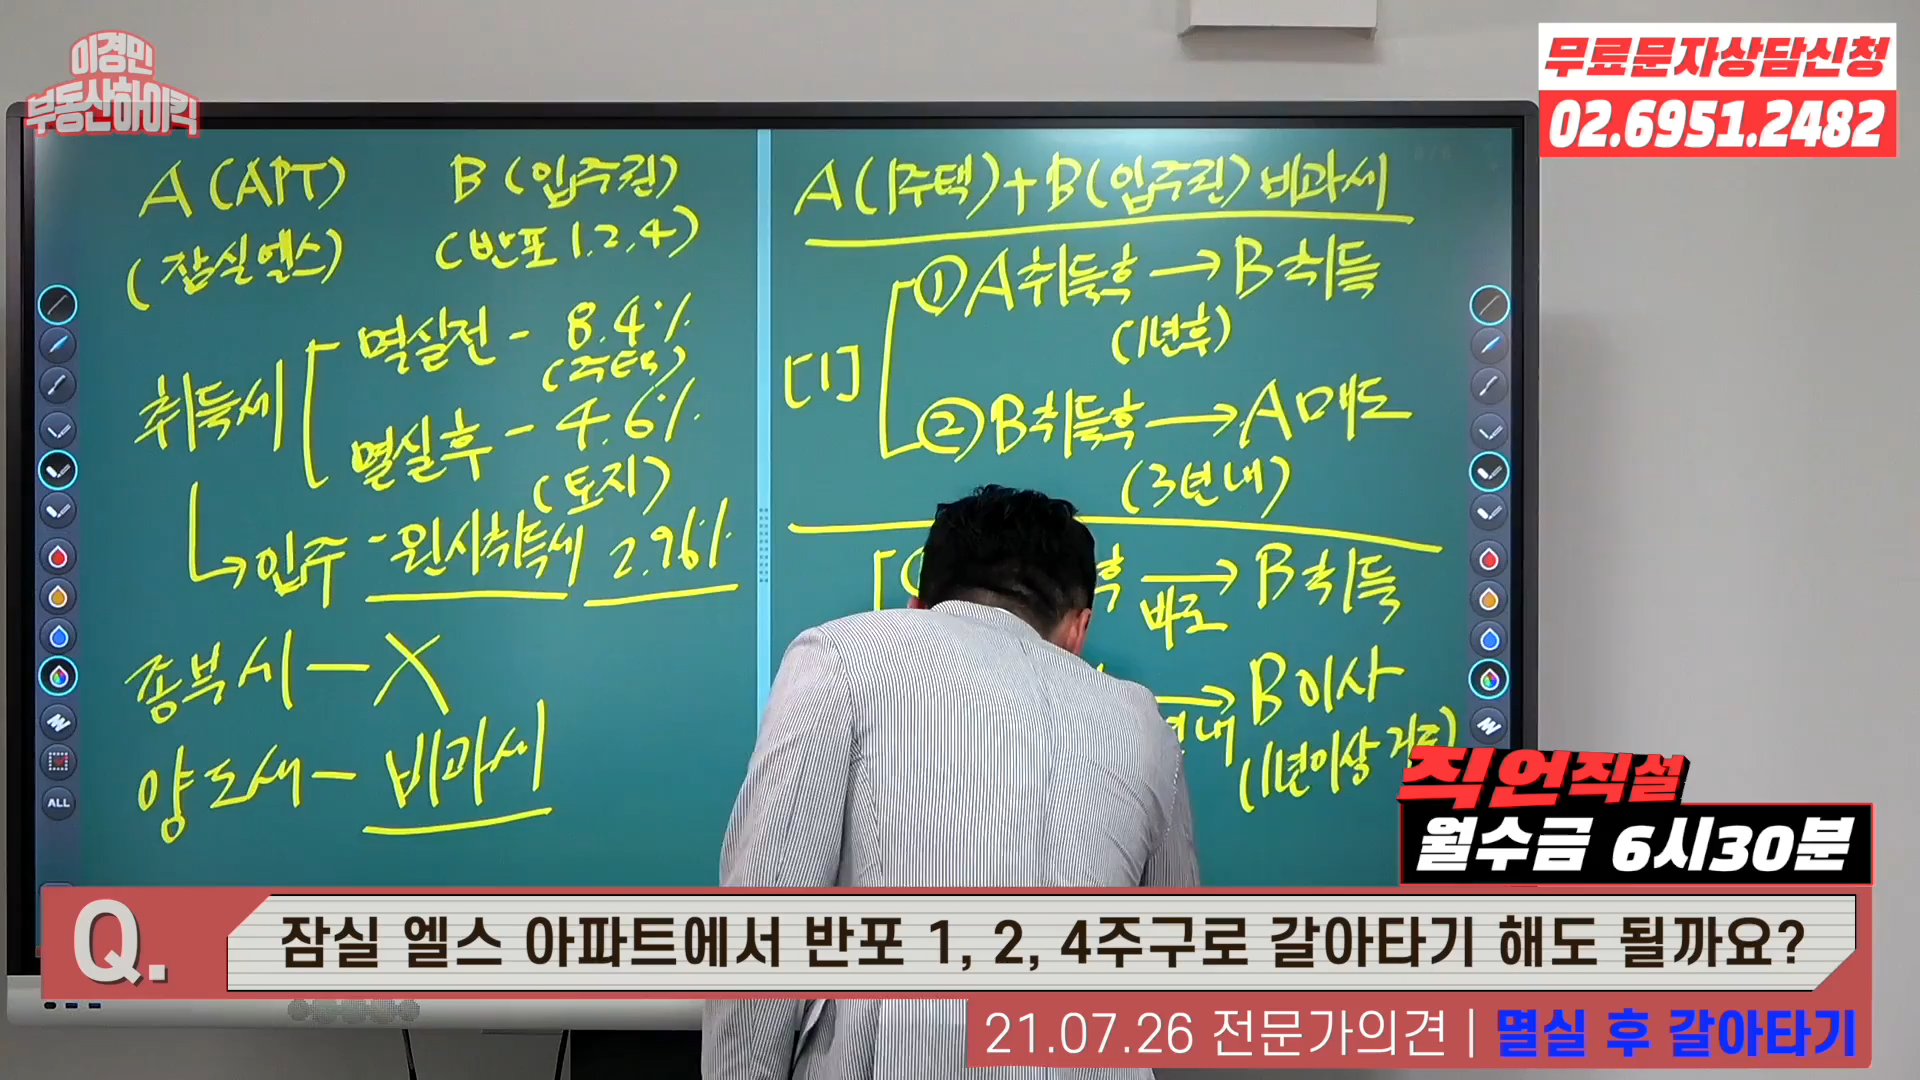 이경민
부동산하이킥
무료문자상담신청
02.6951.2482
A (APT) B (입주권)
(잠실엘스) (반포 1.2.4)
취득세
멸실전 - 8.4%
(주택)
멸실후 - 4.6%
(토지)
→ 입주 - 원시취득세 2.96%
종부세 - X
양도세 - 비과세
A (1주택) + B (입주권) 비과세
[1]
① A취득후 → B취득
(1년후)
② B취득후 → A매도
(3년내)
후 → B취득
바로
→ B이사
년내
(1년이상 거주)
ALL
직언직설
월수금 6시30분
Q. 잠실 엘스 아파트에서 반포 1, 2, 4주구로 갈아타기 해도 될까요?
21.07.26 전문가의견 | 멸실 후 갈아타기